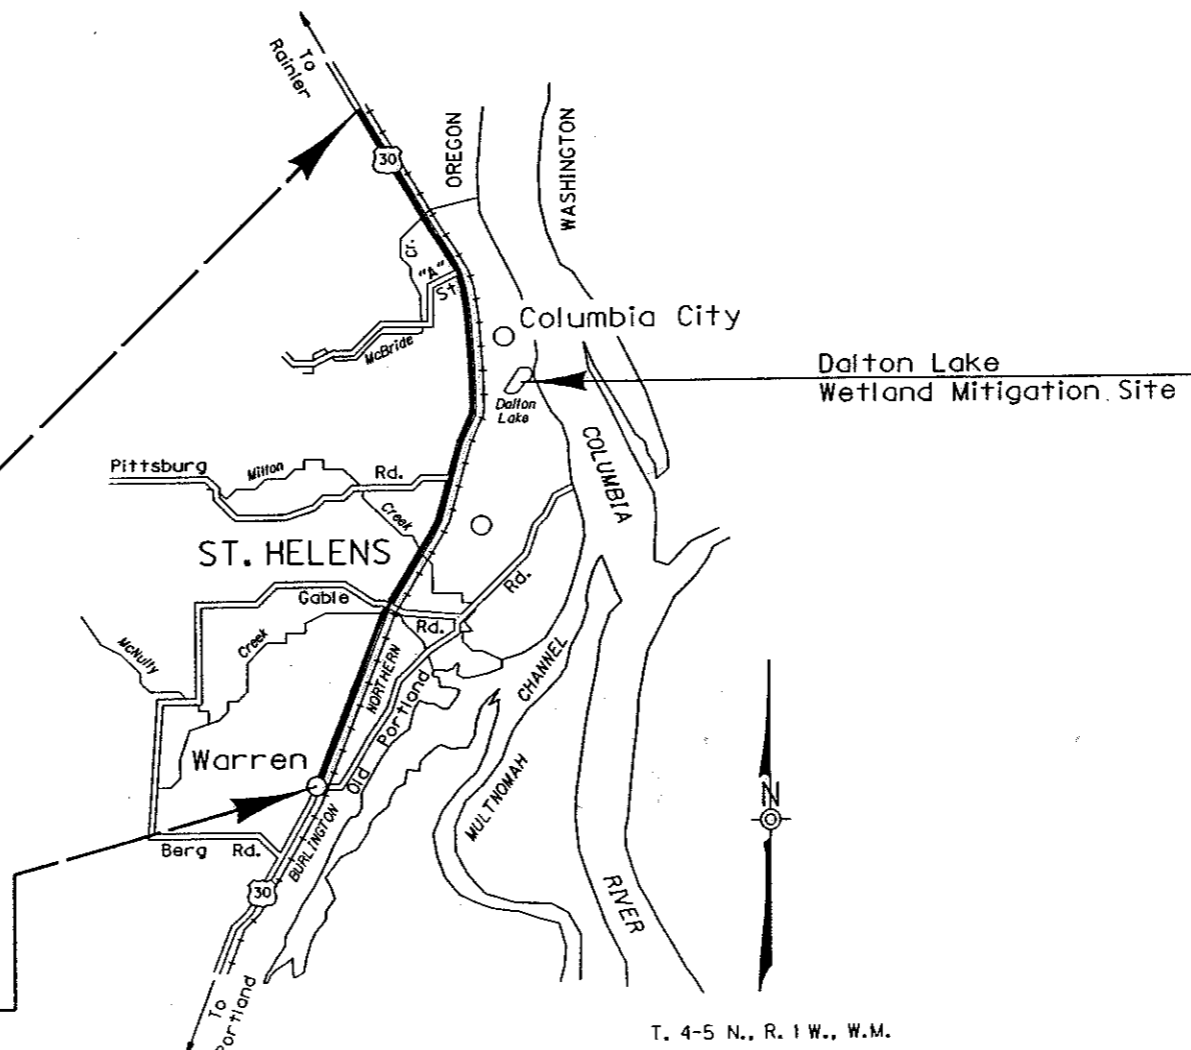 To
Rainier
30
OREGON
WASHINGTON
Cr.
"A"
St.
McBride
Columbia City
Dalton Lake
Wetland Mitigation Site
Dalton
Lake
Pittsburg
Milton
Rd.
Creek
COLUMBIA
ST. HELENS
Gable
Rd.
Rd.
McNulty
Creek
NORTHERN
Portland
CHANNEL
Warren
Old
MULTNOMAH
N
BURLINGTON
Berg Rd.
30
RIVER
To
Portland
T. 4-5 N., R. 1 W., W.M.